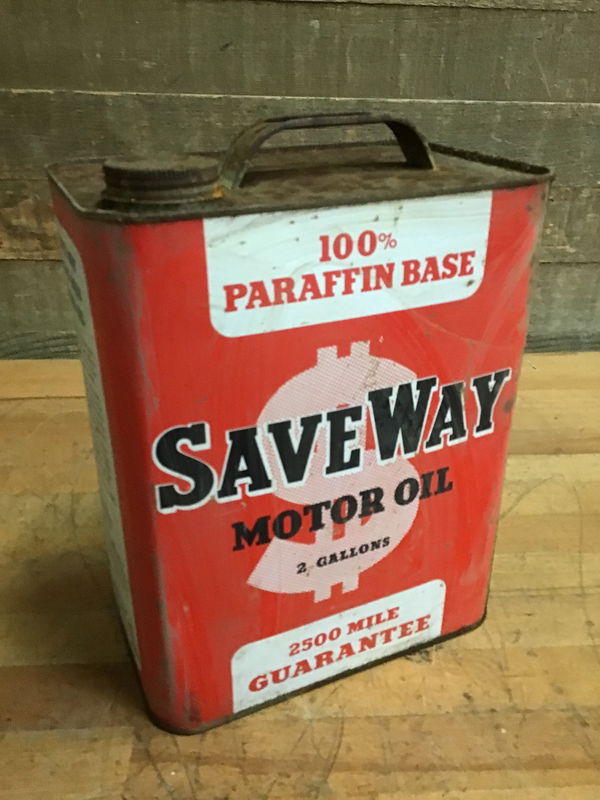 100%
PARAFFIN BASE
SAVEWAY
MOTOR OIL
2 GALLONS
2500 MILE
GUARANTEE